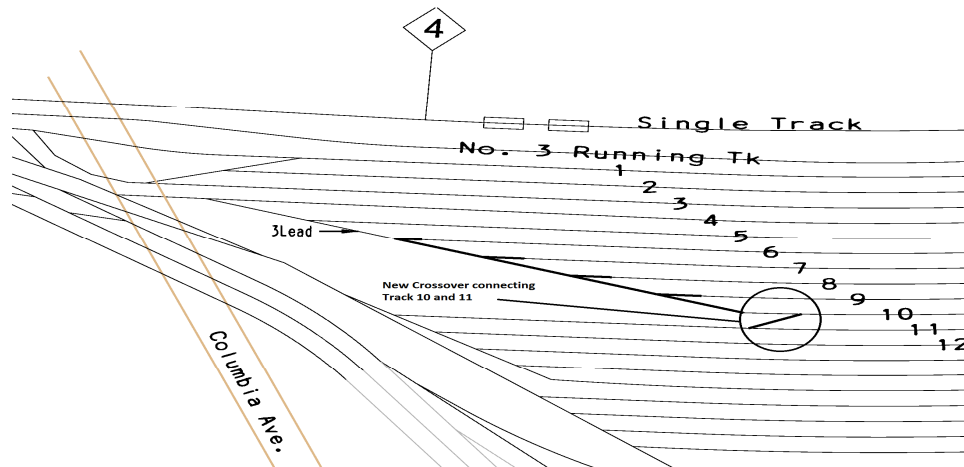 4
Single Track
No. 3 Running Tk
1
2
3
4
5
6
7
8
9
10
11
12
3Lead
New Crossover connecting
Track 10 and 11
Columbia Ave.